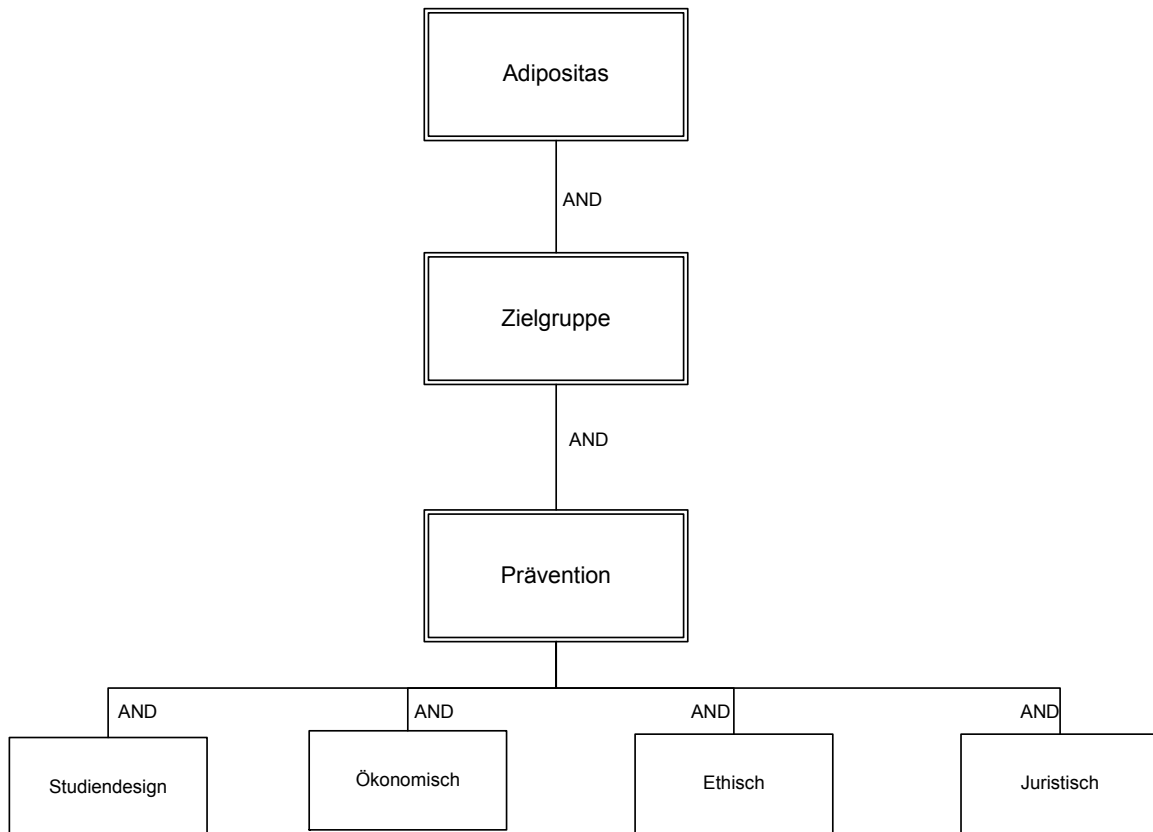 Adipositas
AND
Zielgruppe
AND
Prävention
AND
AND
AND
AND
Studiendesign
Ökonomisch
Ethisch
Juristisch